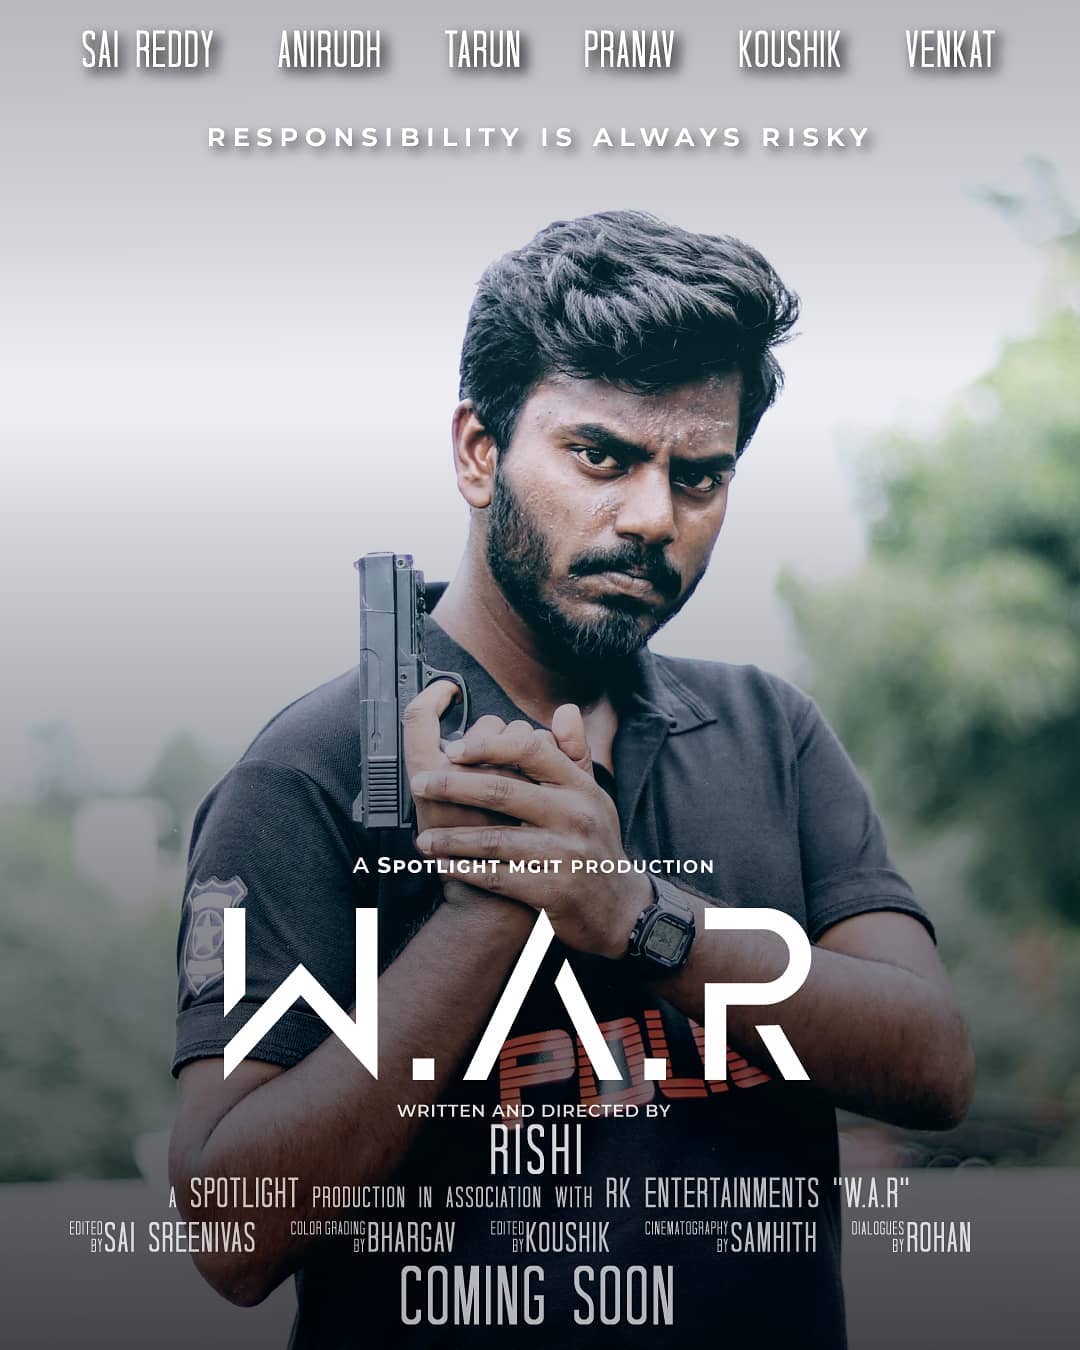 SAI REDDY ANIRUDH TARUN PRANAV KOUSHIK VENKAT
RESPONSIBILITY IS ALWAYS RISKY
A SPOTLIGHT MGIT PRODUCTION
W.A.R
WRITTEN AND DIRECTED BY
RISHI
A SPOTLIGHT PRODUCTION IN ASSOCIATION WITH RK ENTERTAINMENTS "W.A.R"
EDITED BY SAI SREENIVAS COLOR GRADING BY BHARGAV EDITED BY KOUSHIK CINEMATOGRAPHY BY SAMHITH DIALOGUES BY ROHAN
COMING SOON